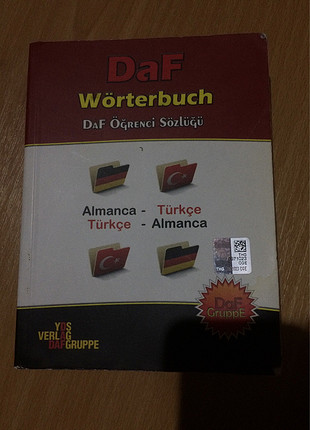 DaF
Wörterbuch
DAF ÖĞRENCİ SÖZLÜĞÜ
Almanca - Türkçe
Türkçe - Almanca
DaF
GruppE
YDS
VERLAG
DAFGRUPPE